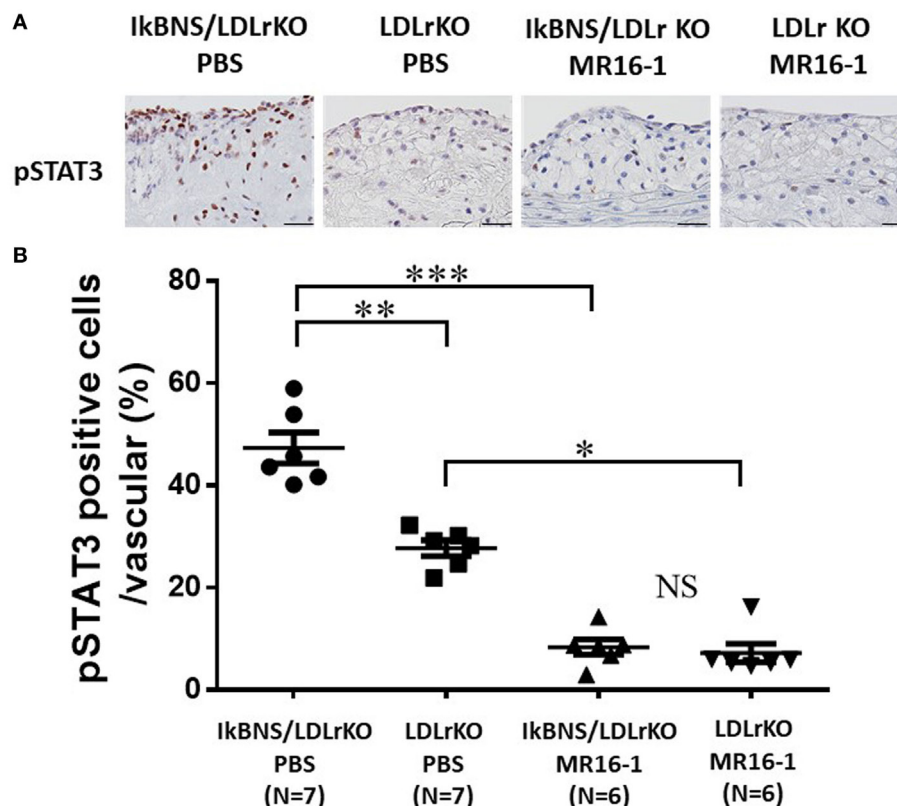 A
IkBNS/LDLrKO
PBS
LDLrKO
PBS
IkBNS/LDLr KO
MR16-1
LDLr KO
MR16-1
pSTAT3
B
pSTAT3 positive cells
/vascular (%)
80
60
40
20
0
***
**
*
NS
IkBNS/LDLrKO
PBS
(N=7)
LDLrKO
PBS
(N=7)
IkBNS/LDLrKO
MR16-1
(N=6)
LDLrKO
MR16-1
(N=6)